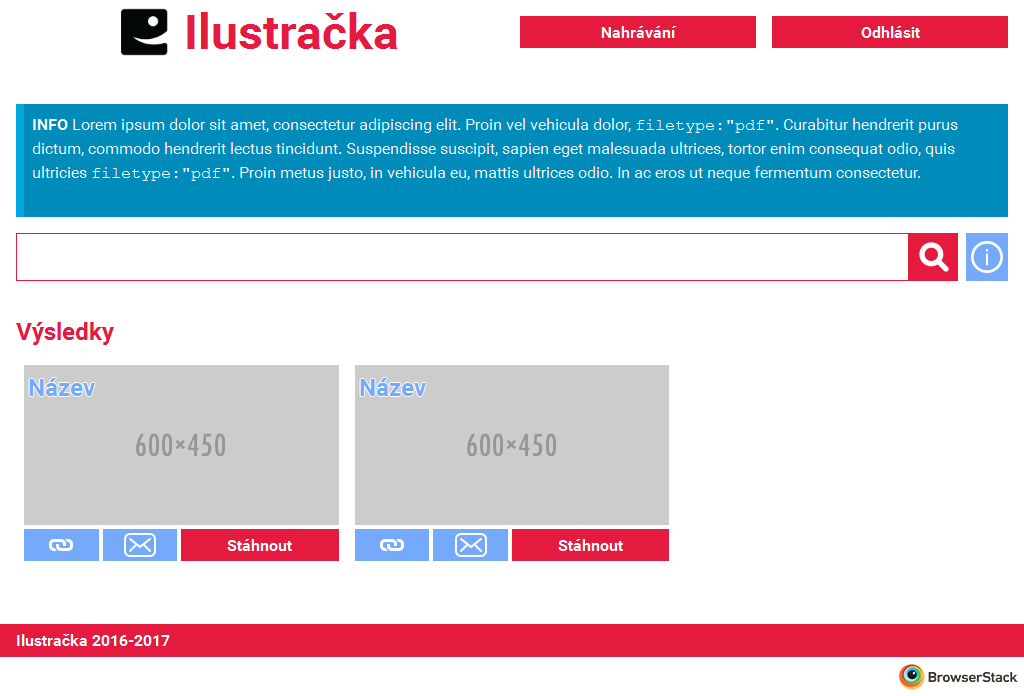 Ilustračka
Nahrávání
Odhlásit
INFO Lorem ipsum dolor sit amet, consectetur adipiscing elit. Proin vel vehicula dolor, filetype:"pdf". Curabitur hendrerit purus
dictum, commodo hendrerit lectus tincidunt. Suspendisse suscipit, sapien eget malesuada ultrices, tortor enim consequat odio, quis
ultricies filetype:"pdf". Proin metus justo, in vehicula eu, mattis ultrices odio. In ac eros ut neque fermentum consectetur.
Výsledky
Název
600×450
Stáhnout
Název
600×450
Stáhnout
Ilustračka 2016-2017
BrowserStack